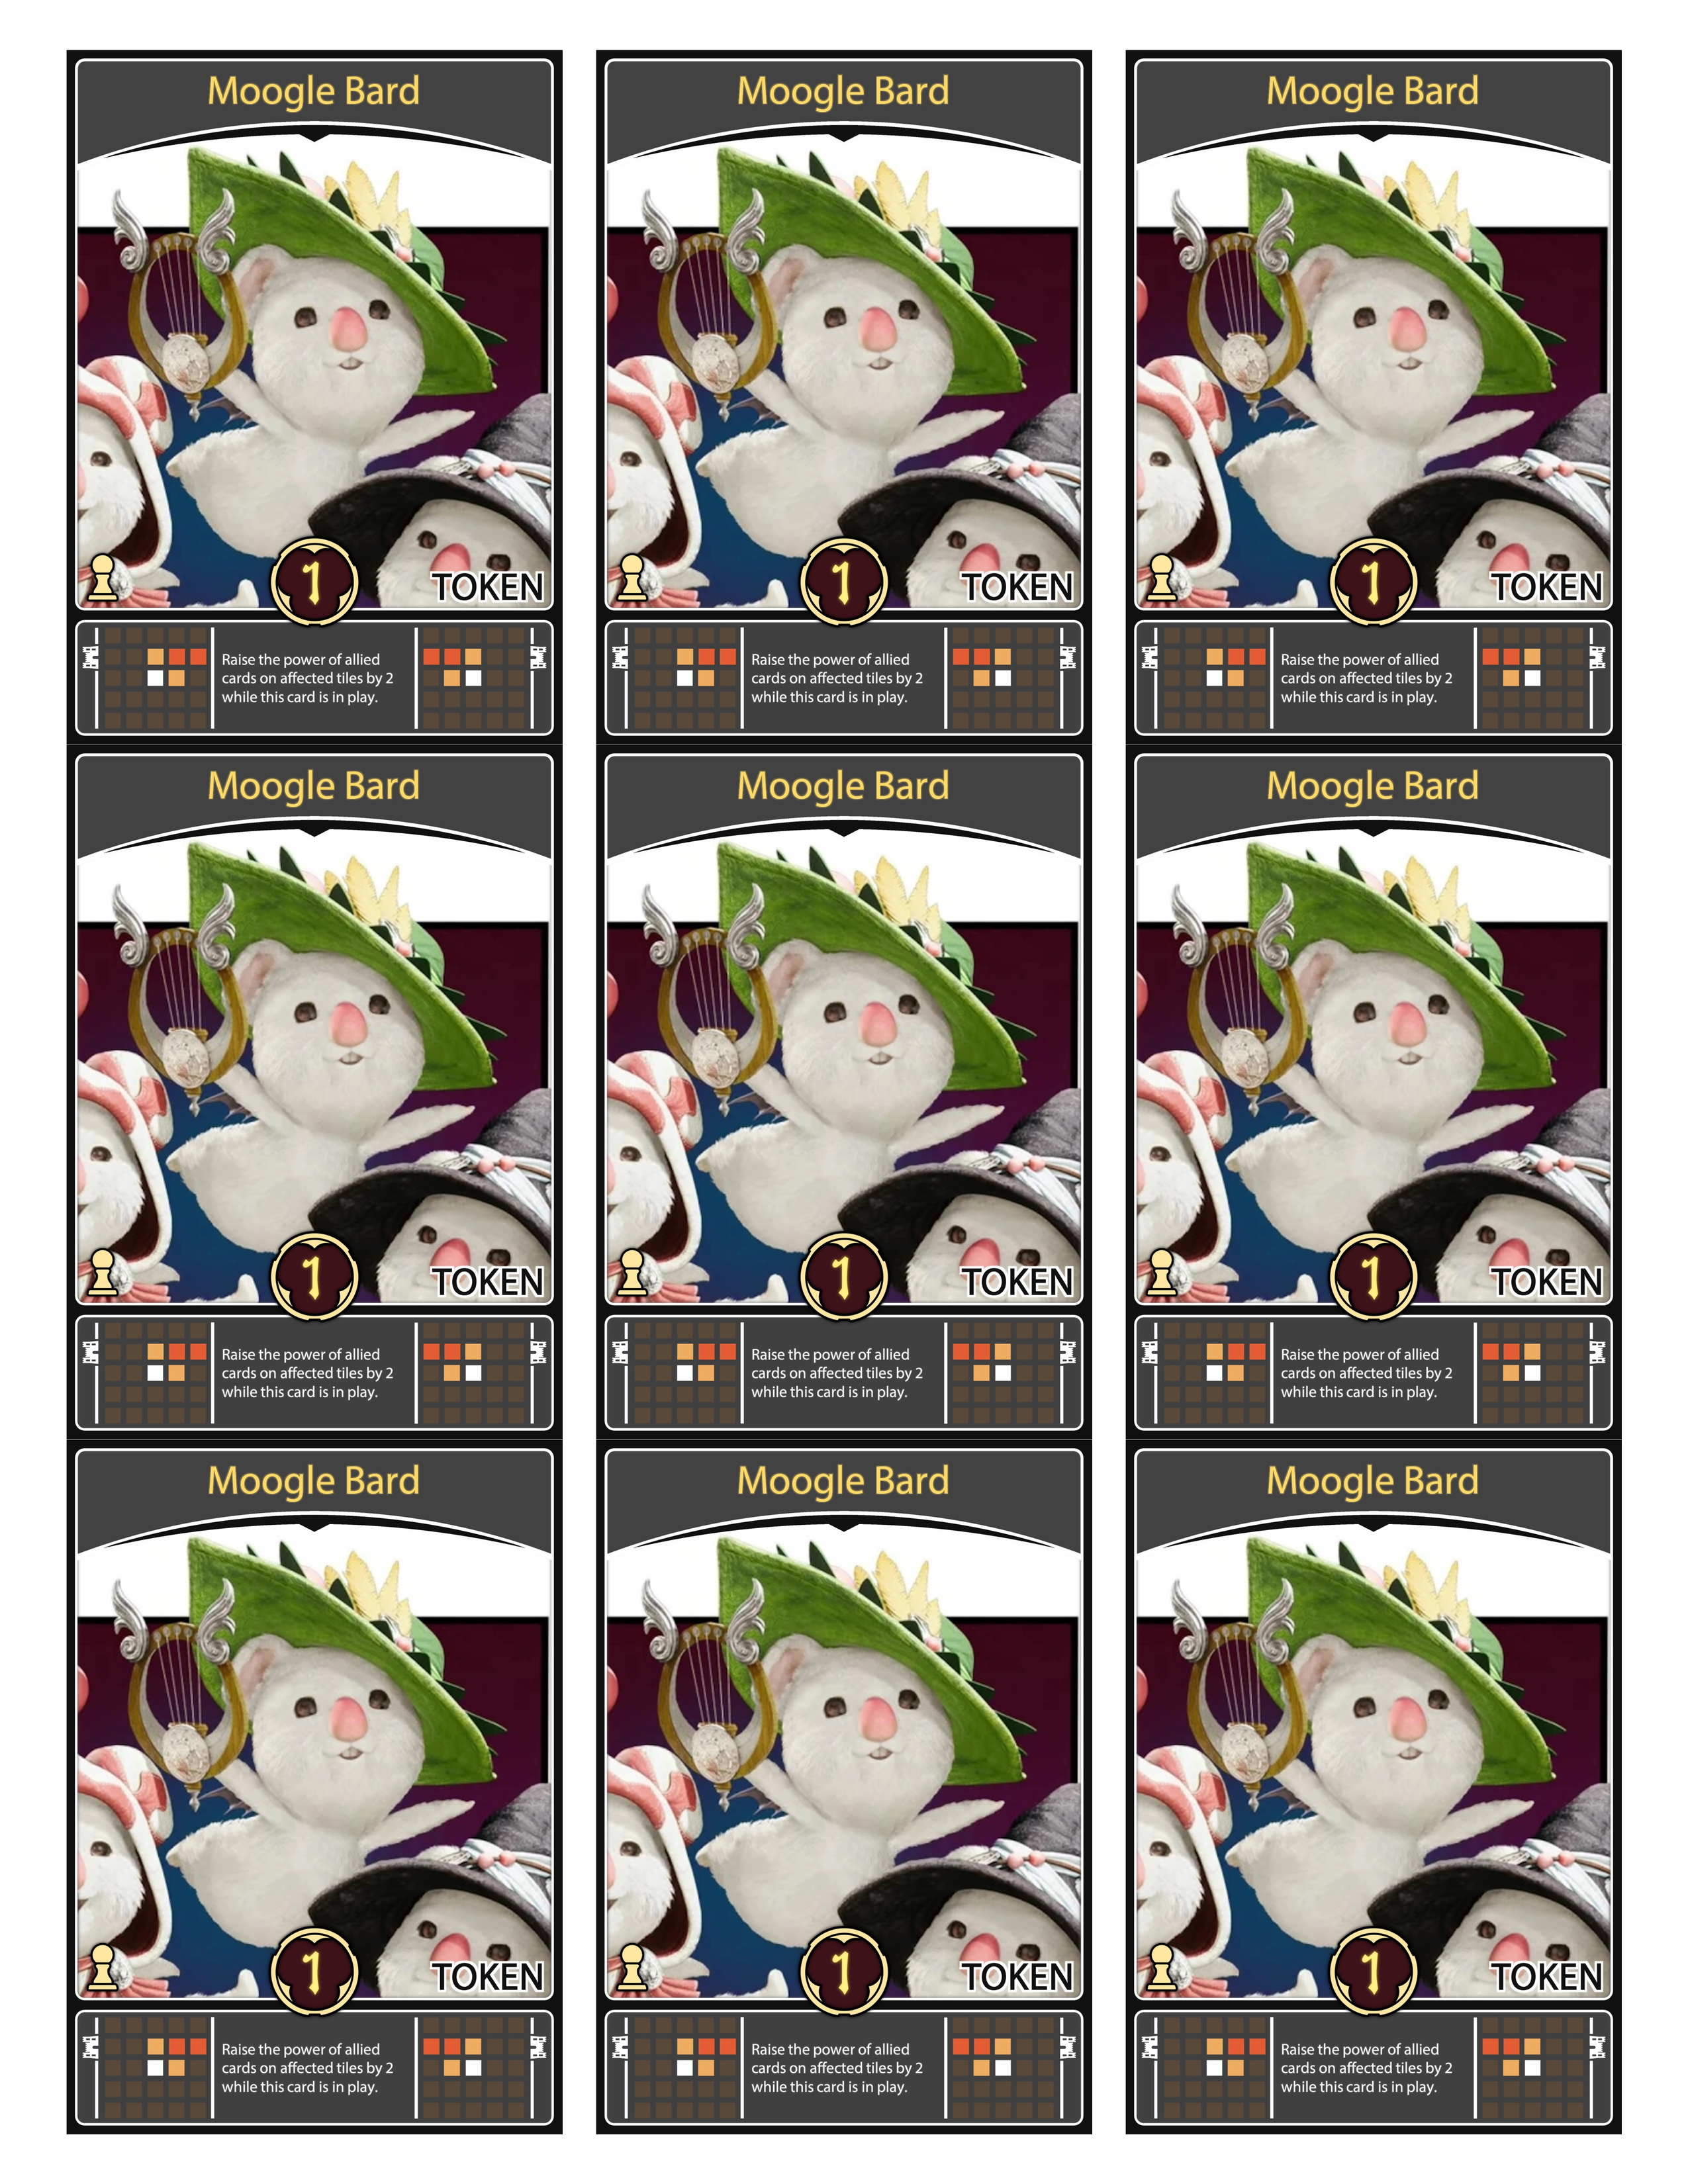 Moogle Bard Moogle Bard Moogle Bard
1 TOKEN 1 TOKEN 1 TOKEN
Raise the power of allied Raise the power of allied Raise the power of allied
cards on affected tiles by 2 cards on affected tiles by 2 cards on affected tiles by 2
while this card is in play. while this card is in play. while this card is in play.
Moogle Bard Moogle Bard Moogle Bard
1 TOKEN 1 TOKEN 1 TOKEN
Raise the power of allied Raise the power of allied Raise the power of allied
cards on affected tiles by 2 cards on affected tiles by 2 cards on affected tiles by 2
while this card is in play. while this card is in play. while this card is in play.
Moogle Bard Moogle Bard Moogle Bard
1 TOKEN 1 TOKEN 1 TOKEN
Raise the power of allied Raise the power of allied Raise the power of allied
cards on affected tiles by 2 cards on affected tiles by 2 cards on affected tiles by 2
while this card is in play. while this card is in play. while this card is in play.